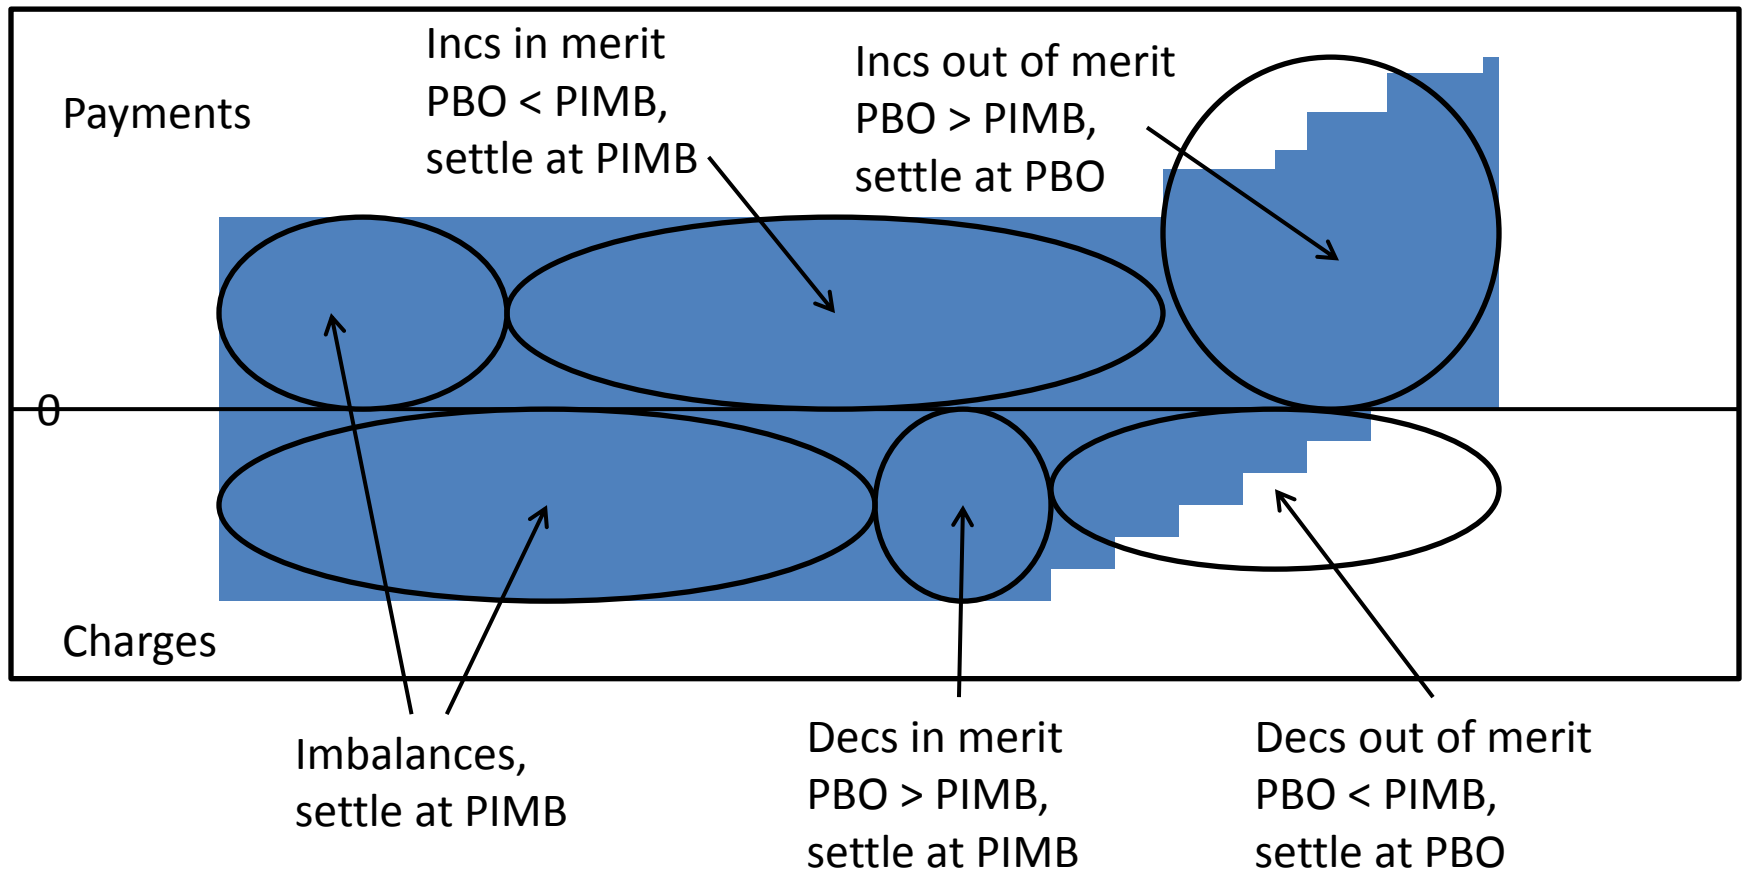 Incs in merit
PBO < PIMB,
settle at PIMB
Incs out of merit
PBO > PIMB,
settle at PBO
Payments
0
Charges
Imbalances,
settle at PIMB
Decs in merit
PBO > PIMB,
settle at PIMB
Decs out of merit
PBO < PIMB,
settle at PBO